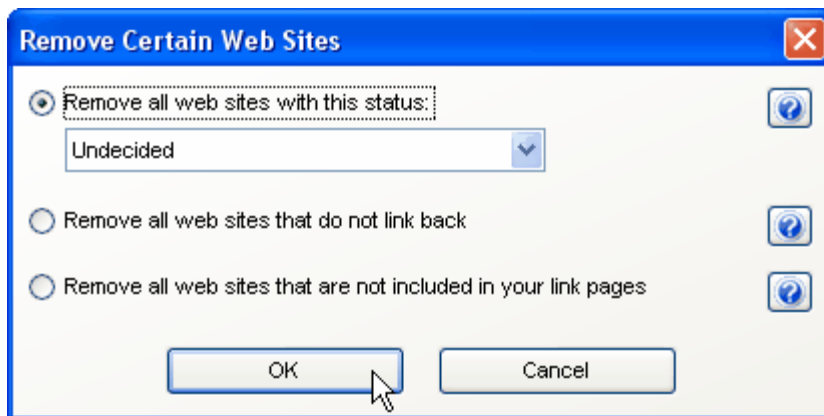 Remove Certain Web Sites
Remove all web sites with this status:
Undecided
Remove all web sites that do not link back
Remove all web sites that are not included in your link pages
OK
Cancel